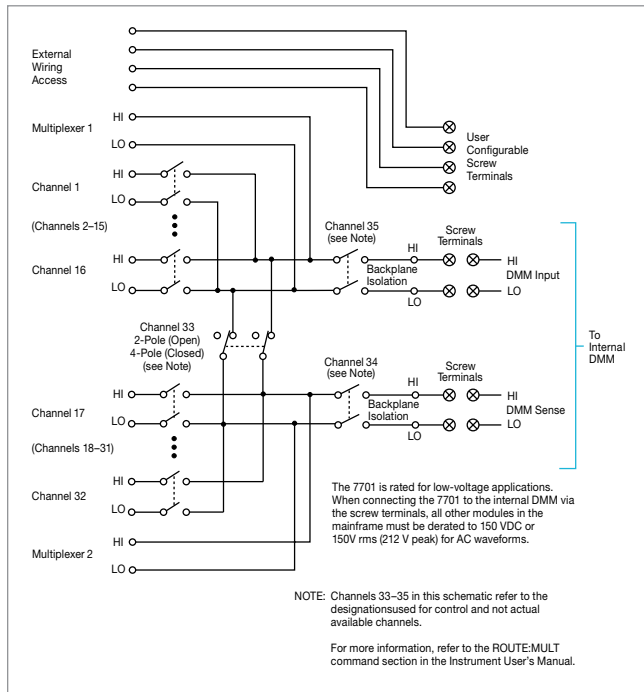 External
Wiring
Access
Multiplexer 1
HI
LO
User
Configurable
Screw
Terminals
Channel 1
HI
LO
(Channels 2–15)
Channel 16
HI
LO
Channel 35
(see Note)
Backplane
Isolation
HI
LO
Screw
Terminals
HI
DMM Input
LO
To
Internal
DMM
Channel 33
2-Pole (Open)
4-Pole (Closed)
(see Note)
Channel 17
HI
LO
(Channels 18–31)
Channel 34
(see Note)
Backplane
Isolation
HI
LO
Screw
Terminals
HI
DMM Sense
LO
Channel 32
HI
LO
Multiplexer 2
HI
LO
The 7701 is rated for low-voltage applications.
When connecting the 7701 to the internal DMM via
the screw terminals, all other modules in the
mainframe must be derated to 150 VDC or
150V rms (212 V peak) for AC waveforms.
NOTE: Channels 33–35 in this schematic refer to the
designationsused for control and not actual
available channels.
For more information, refer to the ROUTE:MULT
command section in the Instrument User's Manual.